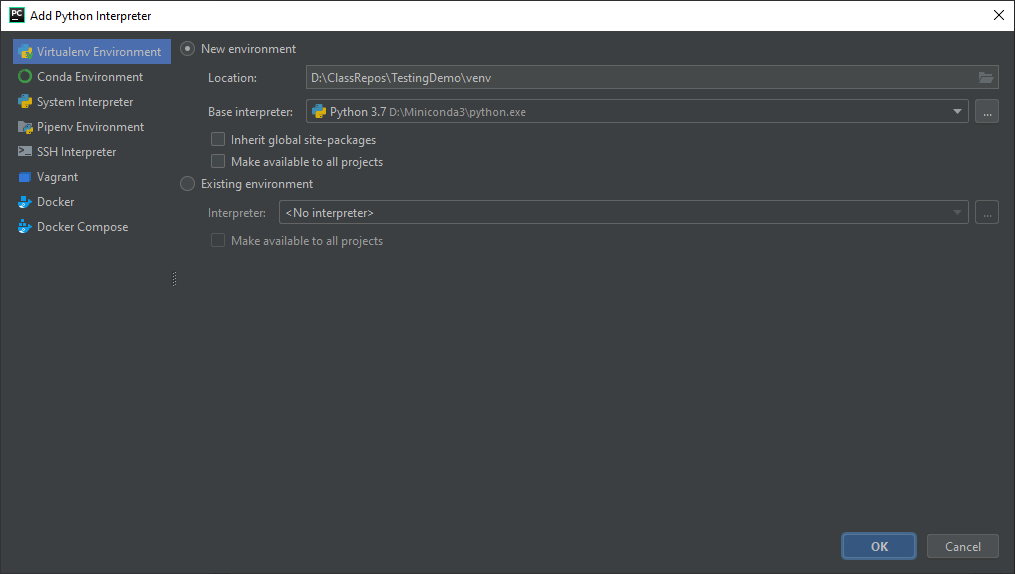 PC Add Python Interpreter
Virtualenv Environment
Conda Environment
System Interpreter
Pipenv Environment
SSH Interpreter
Vagrant
Docker
Docker Compose
New environment
Location: D:\ClassRepos\TestingDemo\venv
Base interpreter: Python 3.7 D:\Miniconda3\python.exe ...
Inherit global site-packages
Make available to all projects
Existing environment
Interpreter: <No interpreter> ...
Make available to all projects
OK Cancel